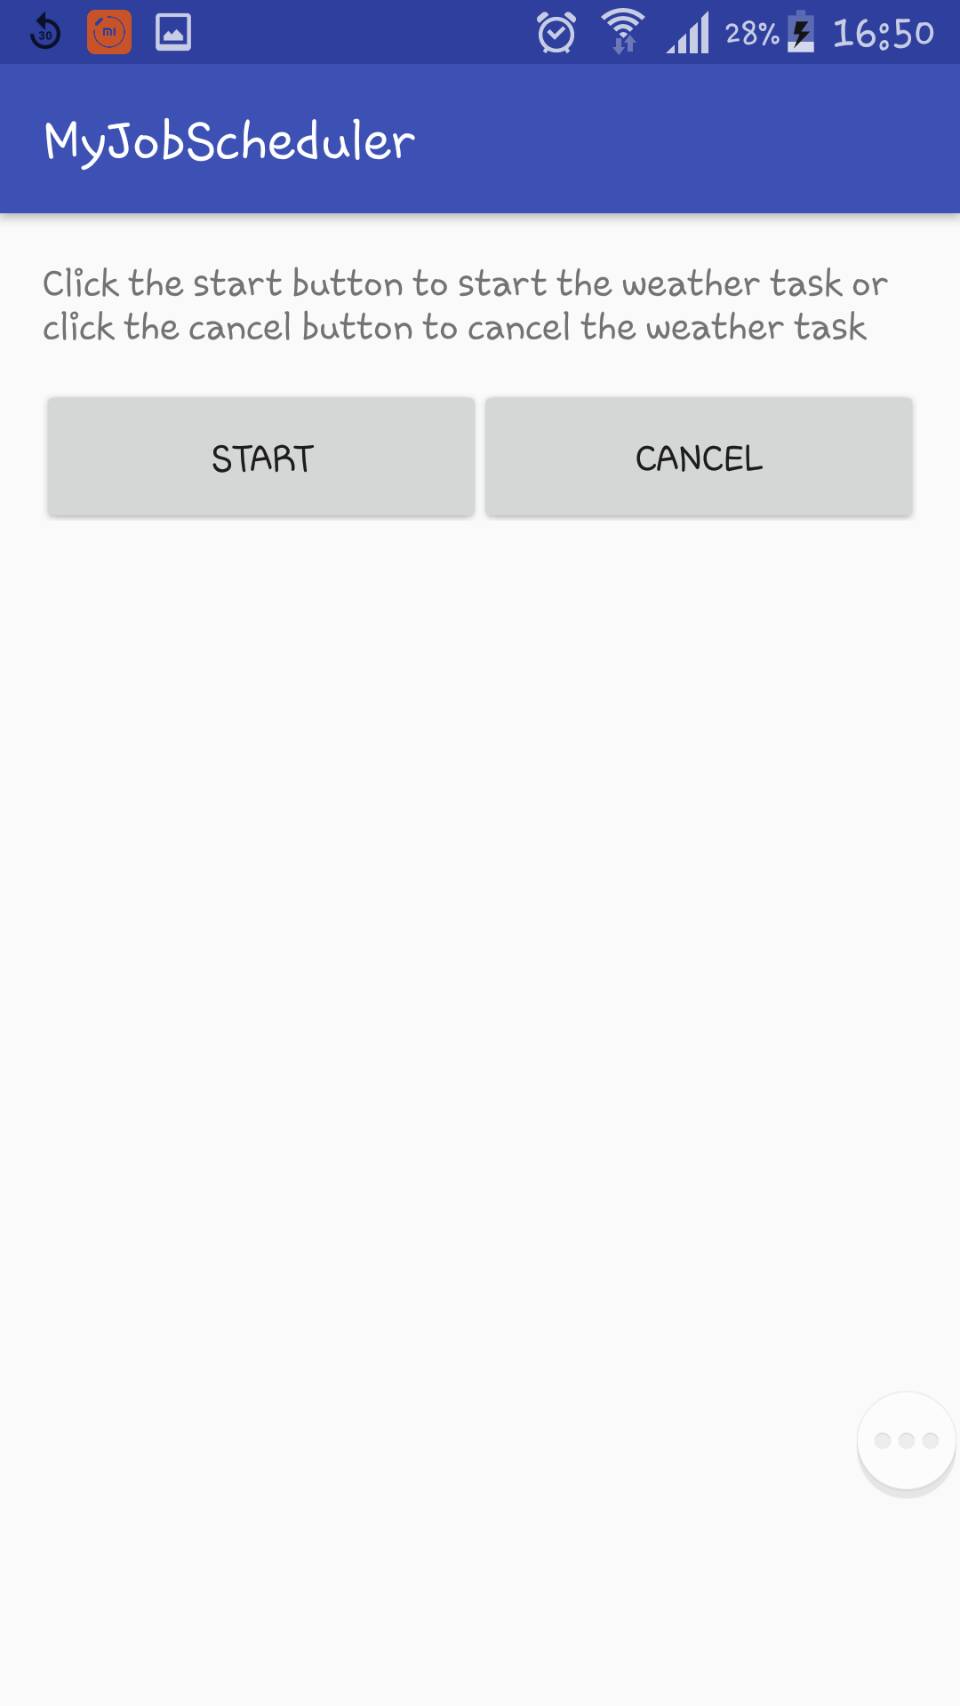 30 mi 28% 16:50
MyJobScheduler
Click the start button to start the weather task or
click the cancel button to cancel the weather task
START CANCEL